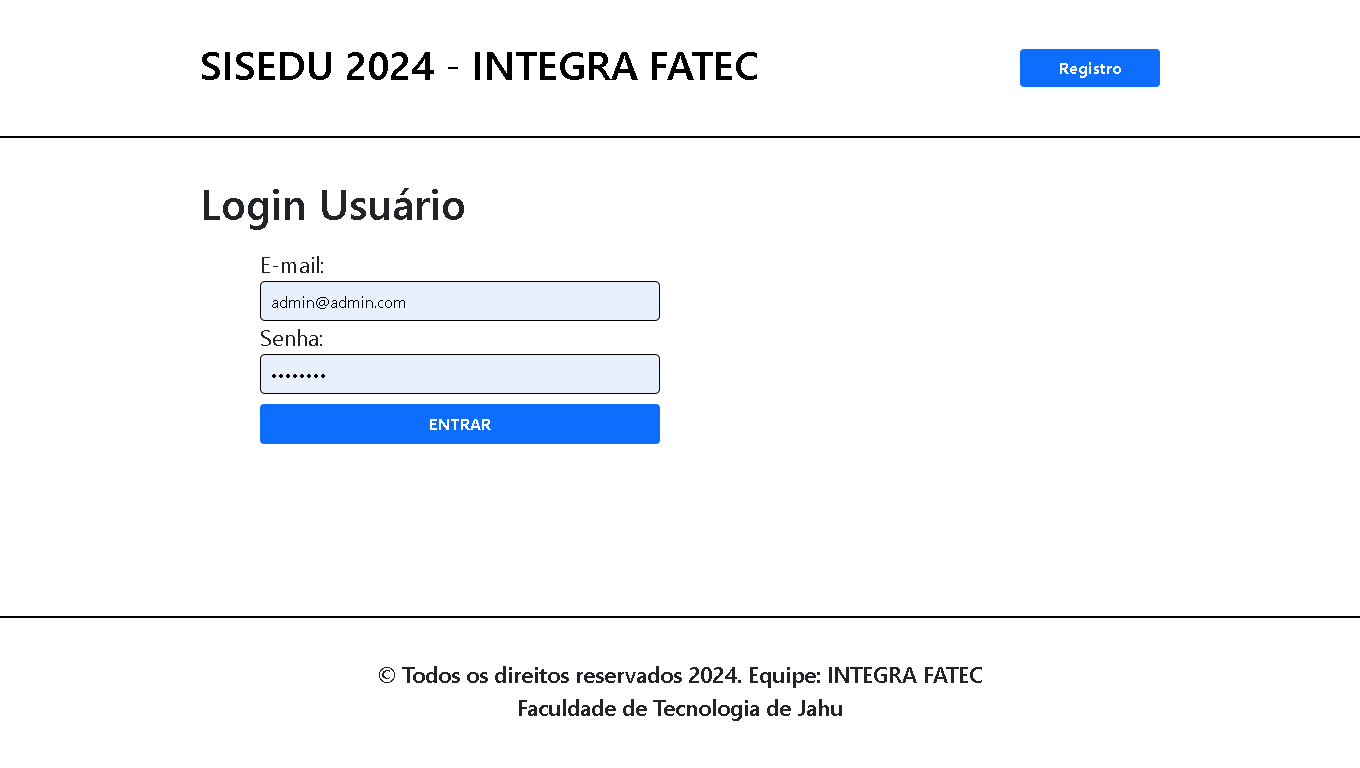 SISEDU 2024 - INTEGRA FATEC
Registro
Login Usuário
E-mail:
admin@admin.com
Senha:
••••••••
ENTRAR
© Todos os direitos reservados 2024. Equipe: INTEGRA FATEC
Faculdade de Tecnologia de Jahu